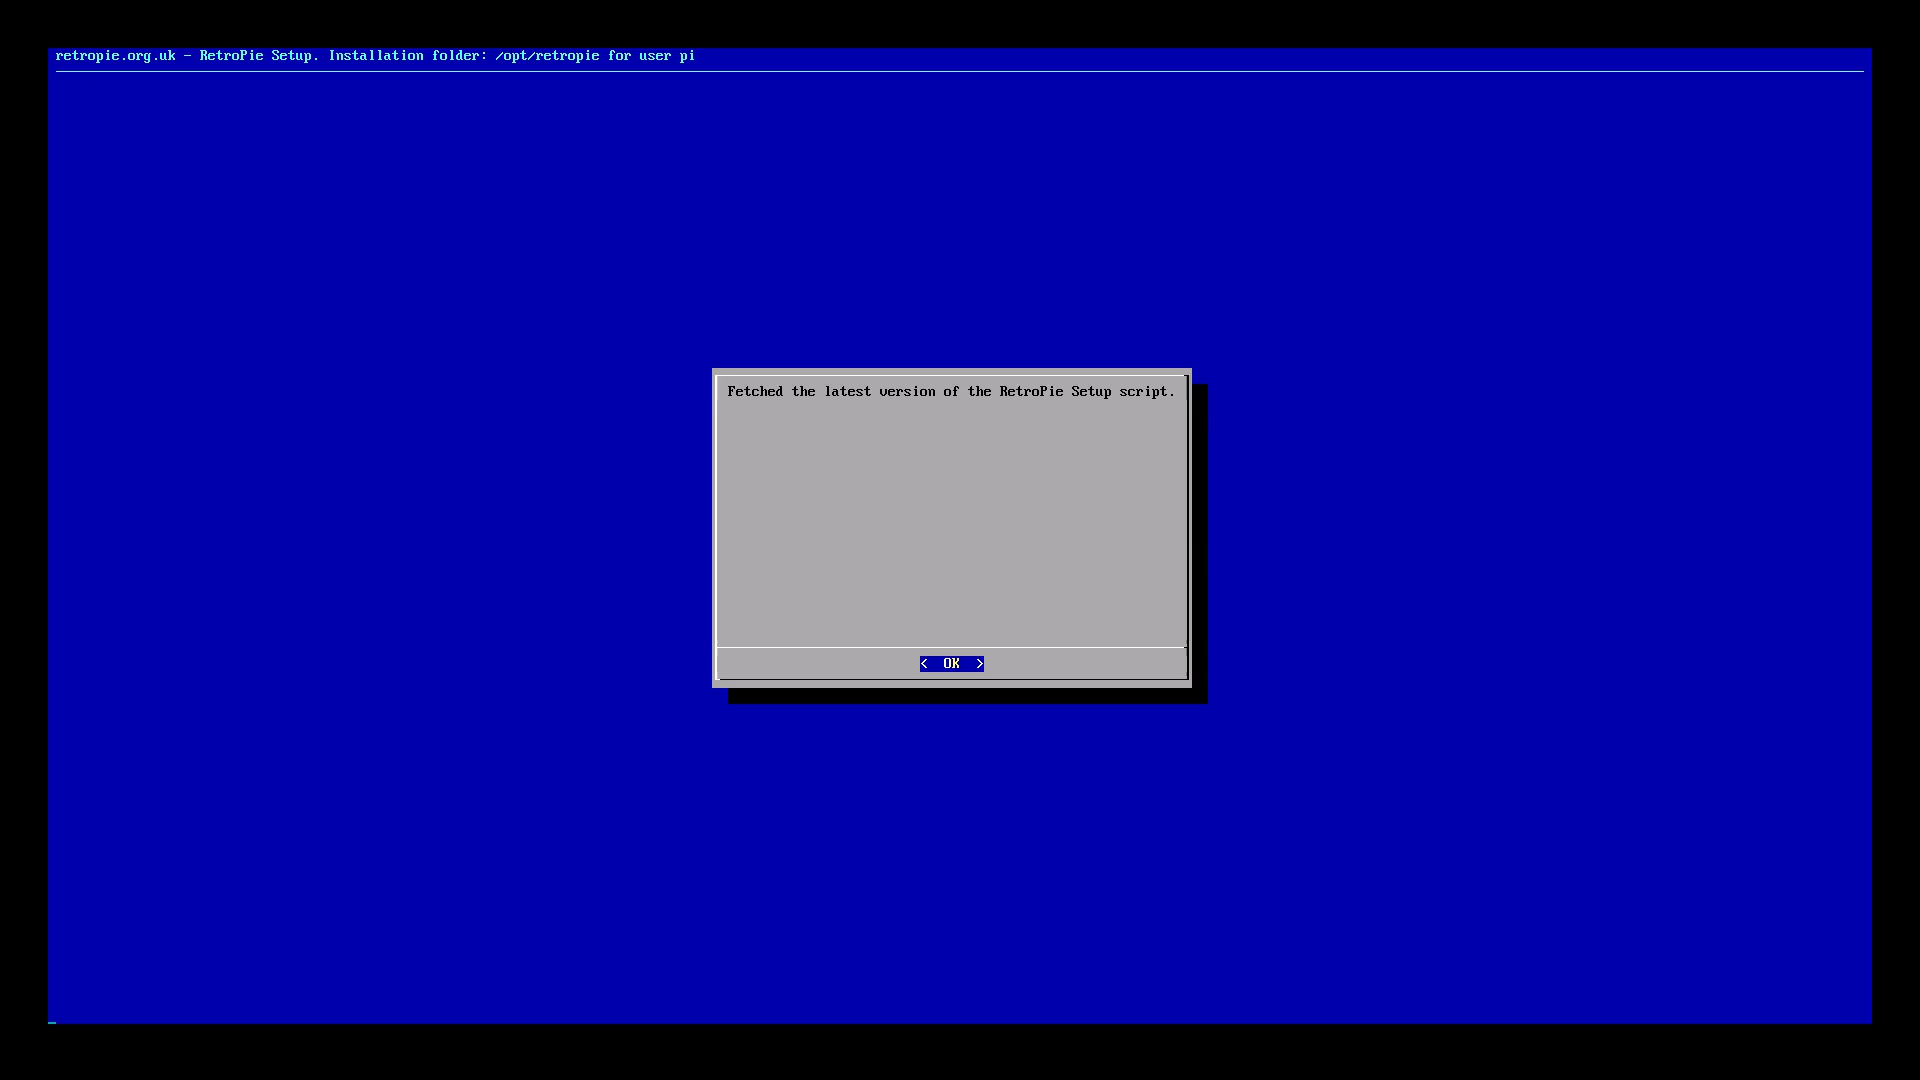 retropie.org.uk - RetroPie Setup. Installation folder: /opt/retropie for user pi
Fetched the latest version of the RetroPie Setup script.
< OK >